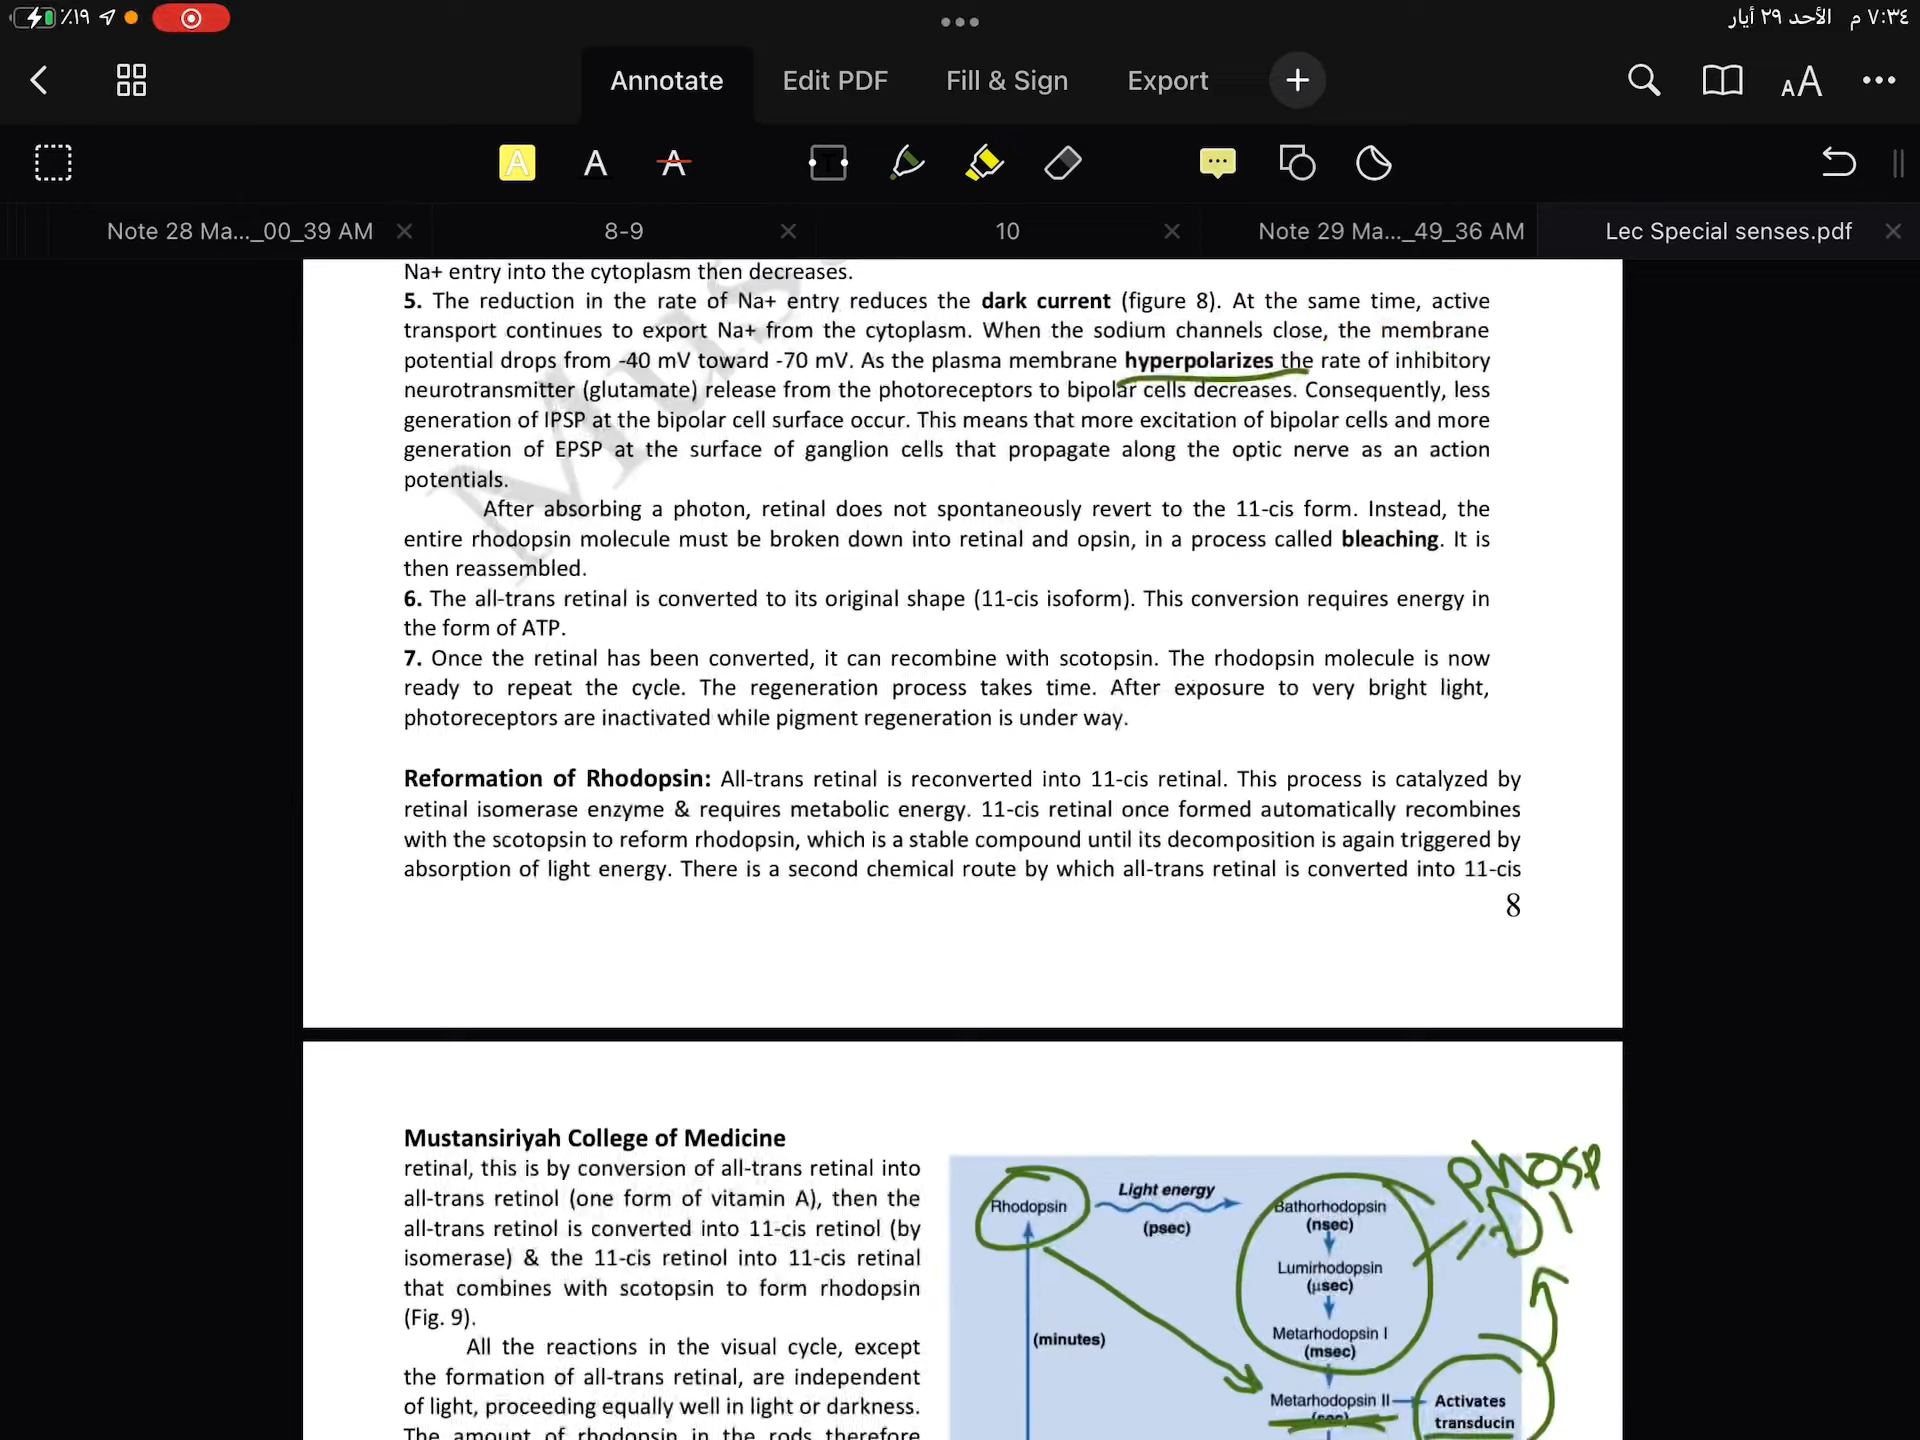 ٪١٩
٧:٣٤ م الأحد ٢٩ أيار
Annotate Edit PDF Fill & Sign Export
Note 28 Ma..._00_39 AM 8-9 10 Note 29 Ma..._49_36 AM Lec Special senses.pdf
Na+ entry into the cytoplasm then decreases.
5. The reduction in the rate of Na+ entry reduces the dark current (figure 8). At the same time, active
transport continues to export Na+ from the cytoplasm. When the sodium channels close, the membrane
potential drops from -40 mV toward -70 mV. As the plasma membrane hyperpolarizes the rate of inhibitory
neurotransmitter (glutamate) release from the photoreceptors to bipolar cells decreases. Consequently, less
generation of IPSP at the bipolar cell surface occur. This means that more excitation of bipolar cells and more
generation of EPSP at the surface of ganglion cells that propagate along the optic nerve as an action
potentials.
After absorbing a photon, retinal does not spontaneously revert to the 11-cis form. Instead, the
entire rhodopsin molecule must be broken down into retinal and opsin, in a process called bleaching. It is
then reassembled.
6. The all-trans retinal is converted to its original shape (11-cis isoform). This conversion requires energy in
the form of ATP.
7. Once the retinal has been converted, it can recombine with scotopsin. The rhodopsin molecule is now
ready to repeat the cycle. The regeneration process takes time. After exposure to very bright light,
photoreceptors are inactivated while pigment regeneration is under way.
Reformation of Rhodopsin: All-trans retinal is reconverted into 11-cis retinal. This process is catalyzed by
retinal isomerase enzyme & requires metabolic energy. 11-cis retinal once formed automatically recombines
with the scotopsin to reform rhodopsin, which is a stable compound until its decomposition is again triggered by
absorption of light energy. There is a second chemical route by which all-trans retinal is converted into 11-cis
8
Mustansiriyah College of Medicine
retinal, this is by conversion of all-trans retinal into
all-trans retinol (one form of vitamin A), then the
all-trans retinol is converted into 11-cis retinol (by
isomerase) & the 11-cis retinol into 11-cis retinal
that combines with scotopsin to form rhodopsin
(Fig. 9).
All the reactions in the visual cycle, except
the formation of all-trans retinal, are independent
of light, proceeding equally well in light or darkness.
The amount of rhodopsin in the rods therefore
Rhodopsin
Light energy
(psec)
Bathorhodopsin
(nsec)
Lumirhodopsin
(μsec)
Metarhodopsin I
(msec)
(minutes)
Metarhodopsin II
Activates
transducin
phosp